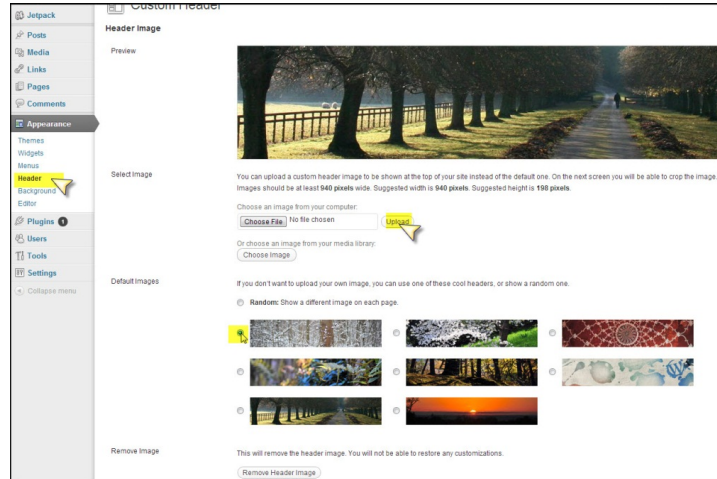 Jetpack
Posts
Media
Links
Pages
Comments
Appearance
Themes
Widgets
Menus
Header
Background
Editor
Plugins 1
Users
Tools
Settings
Collapse menu
Custom Header
Header Image
Preview
Select Image
You can upload a custom header image to be shown at the top of your site instead of the default one. On the next screen you will be able to crop the image.
Images should be at least 940 pixels wide. Suggested width is 940 pixels. Suggested height is 198 pixels.
Choose an image from your computer:
Choose File No file chosen Upload
Or choose an image from your media library:
Choose Image
Default Images
If you don't want to upload your own image, you can use one of these cool headers, or show a random one.
Random: Show a different image on each page.
Remove Image
This will remove the header image. You will not be able to restore any customizations.
Remove Header Image